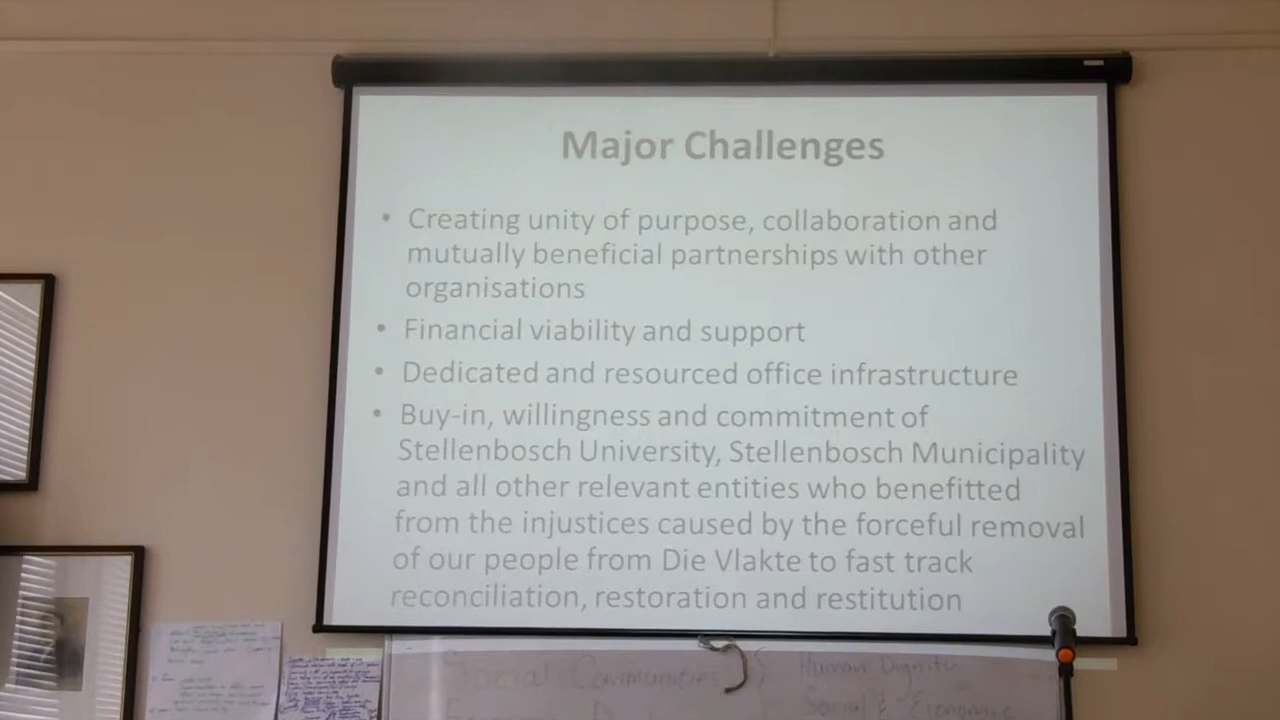 Major Challenges
• Creating unity of purpose, collaboration and
mutually beneficial partnerships with other
organisations
• Financial viability and support
• Dedicated and resourced office infrastructure
• Buy-in, willingness and commitment of
Stellenbosch University, Stellenbosch Municipality
and all other relevant entities who benefitted
from the injustices caused by the forceful removal
of our people from Die Vlakte to fast track
reconciliation, restoration and restitution
Communities
Human Dignity
Social & Economic